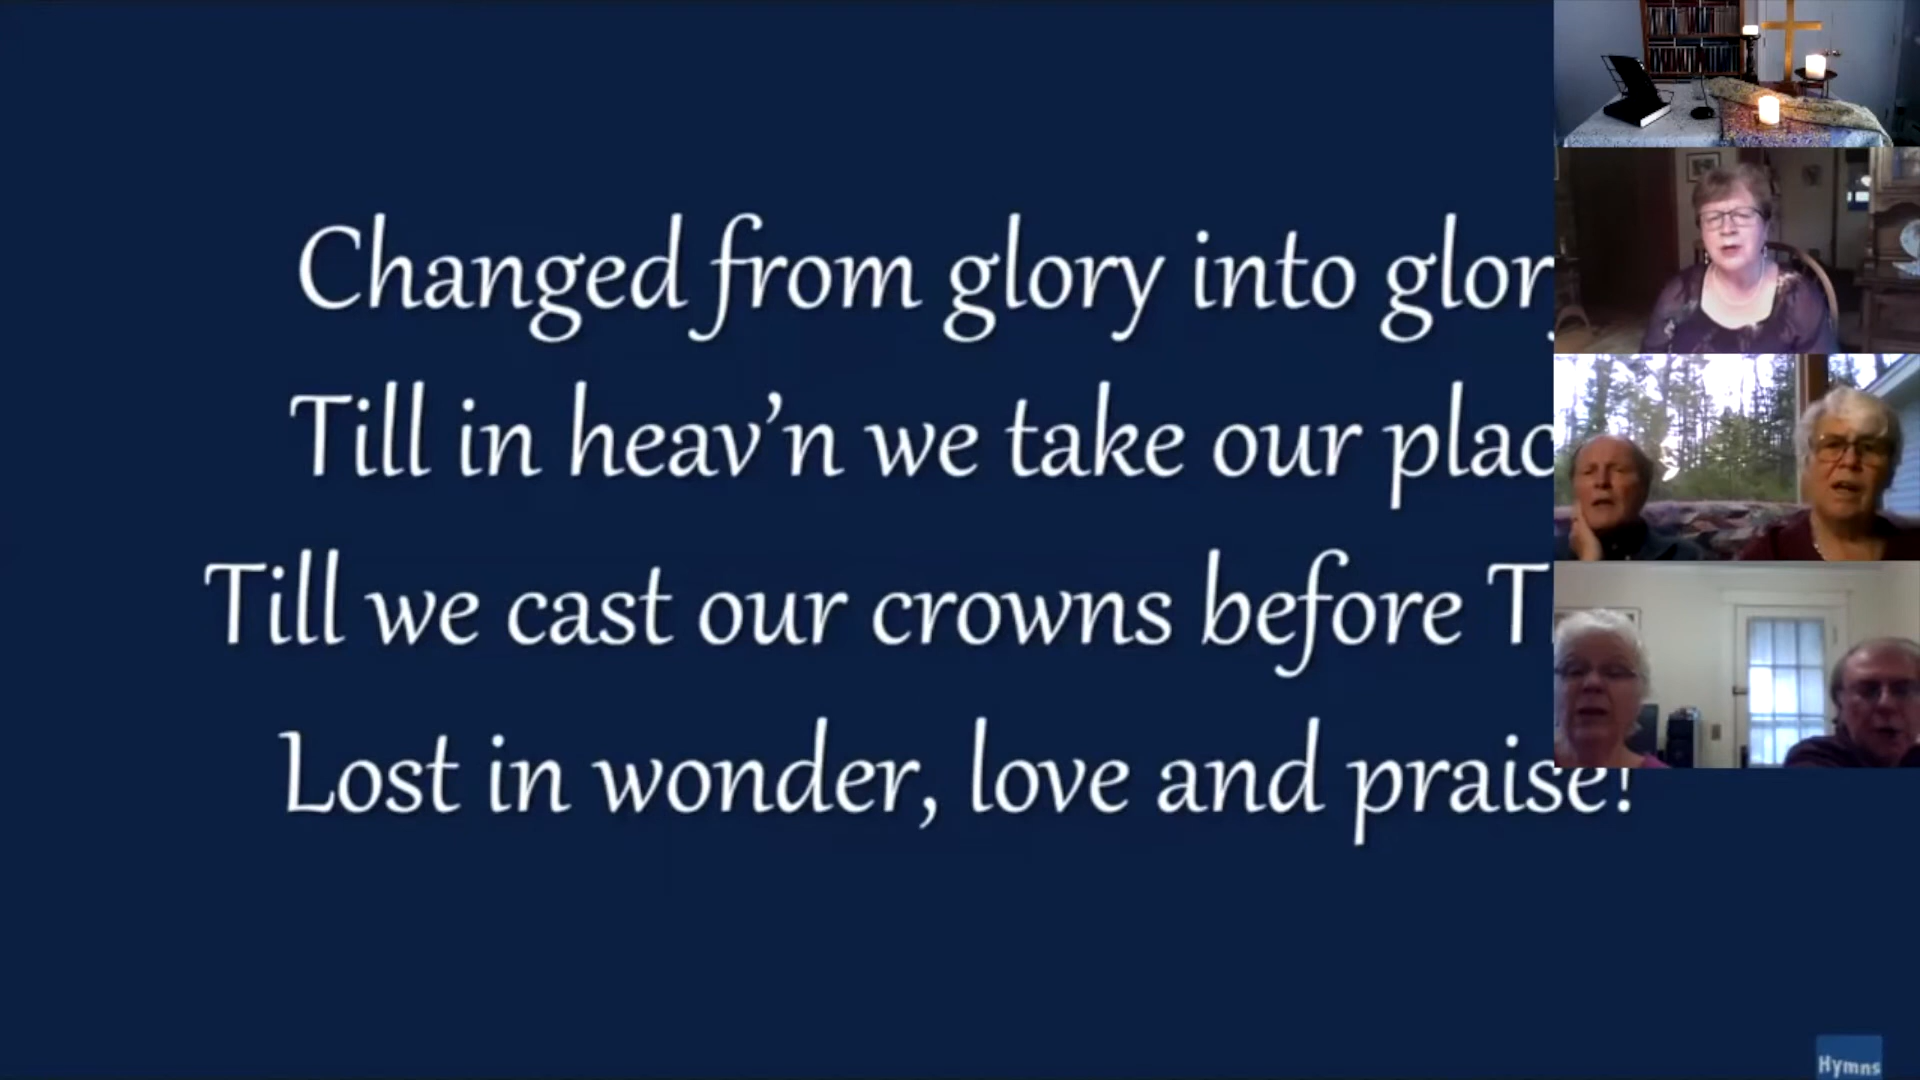 Changed from glory into glory
Till in heav'n we take our plac
Till we cast our crowns before T
Lost in wonder, love and praise!
Hymns